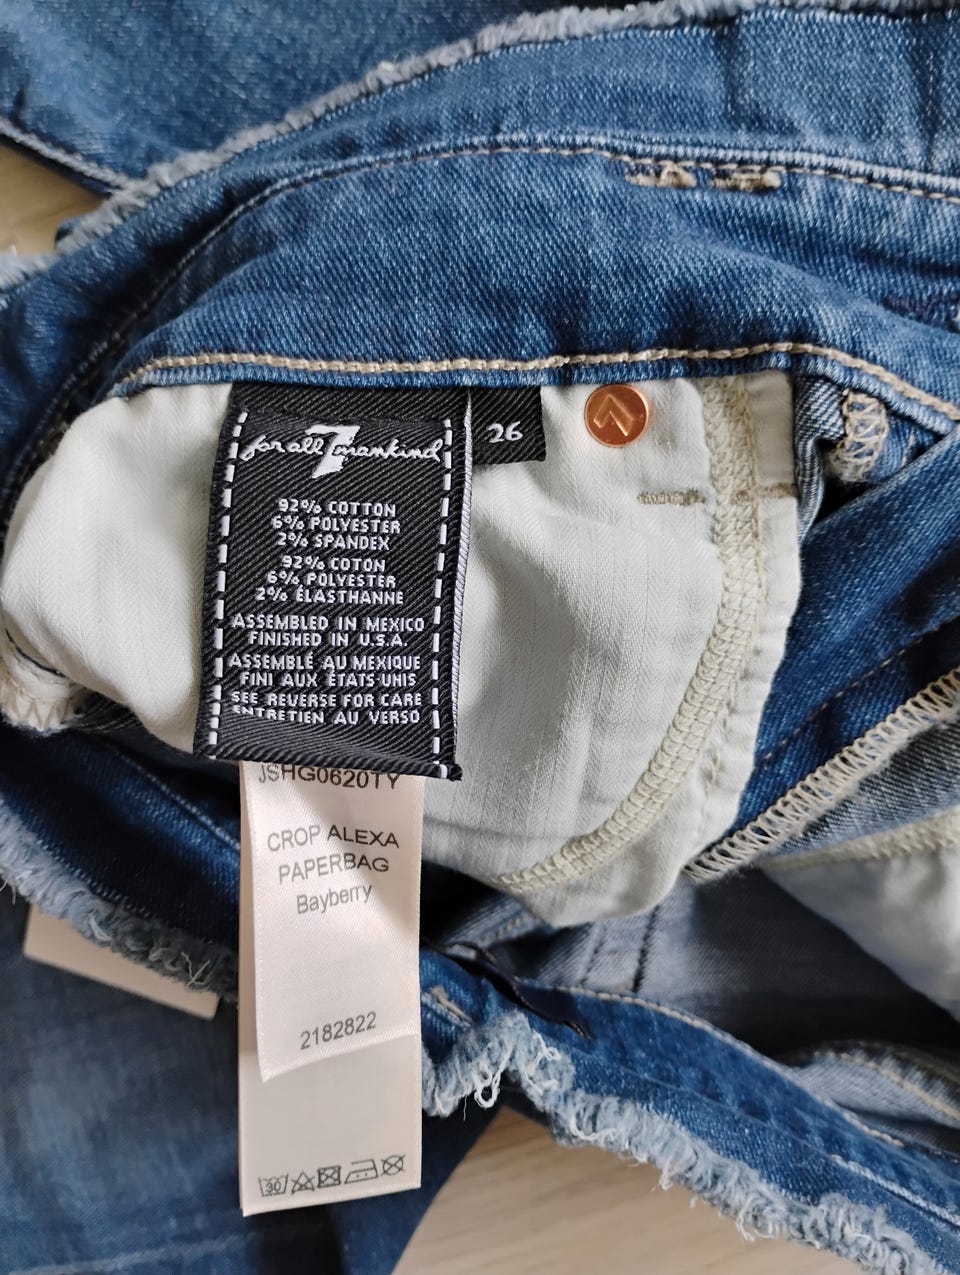 for all 7 mankind
26
92% COTTON
6% POLYESTER
2% SPANDEX
92% COTON
6% POLYESTER
2% ÉLASTHANNE
ASSEMBLED IN MEXICO
FINISHED IN U.S.A.
ASSEMBLÉ AU MEXIQUE
FINI AUX ÉTATS-UNIS
SEE REVERSE FOR CARE
ENTRETIEN AU VERSO
JSHG0620TY
CROP ALEXA
PAPERBAG
Bayberry
2182822
30